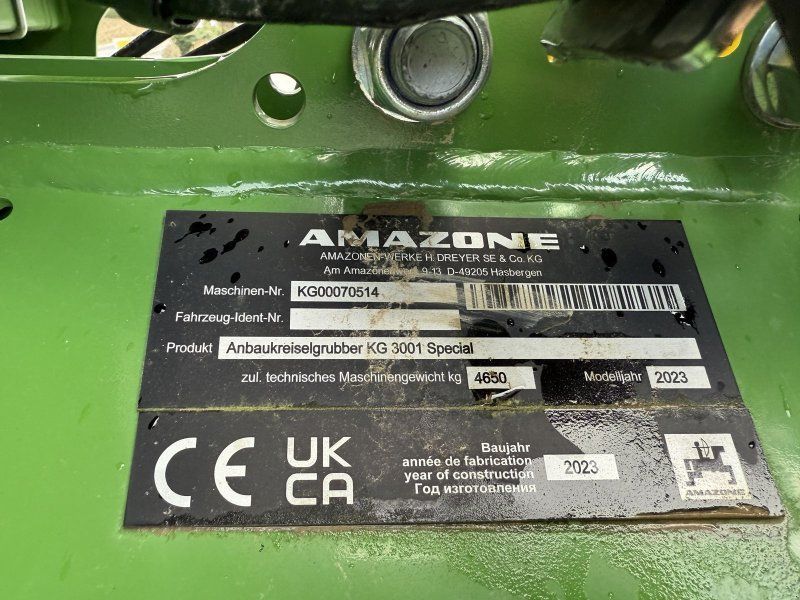 AMAZONE
AMAZONEN-WERKE H. DREYER SE & Co. KG
Am Amazonenwerk 9-13 D-49205 Hasbergen
Maschinen-Nr. KG00070514
Fahrzeug-Ident-Nr.
Produkt Anbaukreiselgrubber KG 3001 Special
zul. technisches Maschinengewicht kg 4650 Modelljahr 2023
CE UK CA
Baujahr
année de fabrication
year of construction
Год изготовления
2023
AMAZONE